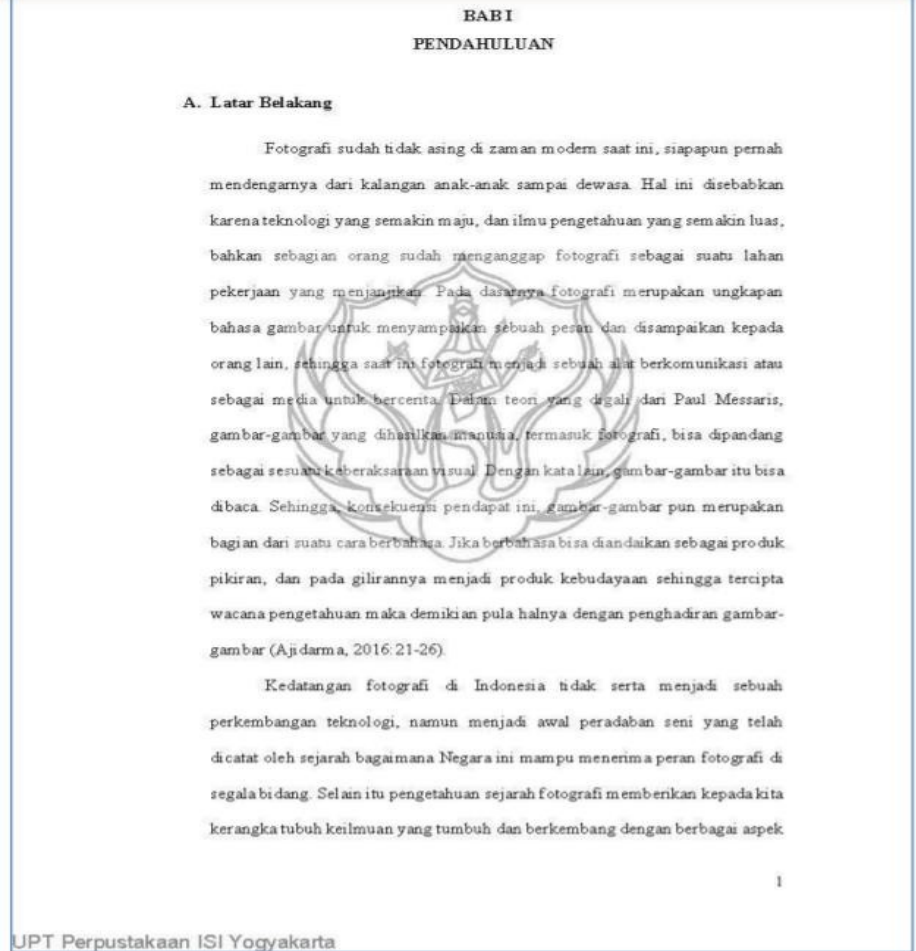 BAB I
PENDAHULUAN
A. Latar Belakang
Fotografi sudah tidak asing di zaman modern saat ini, siapapun pernah
mendengarnya dari kalangan anak-anak sampai dewasa. Hal ini disebabkan
karena teknologi yang semakin maju, dan ilmu pengetahuan yang semakin luas,
bahkan sebagian orang sudah menganggap fotografi sebagai suatu lahan
pekerjaan yang menjanjikan. Pada dasarnya fotografi merupakan ungkapan
bahasa gambar untuk menyampaikan sebuah pesan dan disampaikan kepada
orang lain, sehingga saat ini fotografi menjadi sebuah alat berkomunikasi atau
sebagai media untuk bercerita. Dalam teori yang digali dari Paul Messaris,
gambar-gambar yang dihasilkan manusia, termasuk fotografi, bisa dipandang
sebagai sesuatu keberaksaraan visual. Dengan kata lain, gambar-gambar itu bisa
dibaca. Sehingga, konsekuensi pendapat ini, gambar-gambar pun merupakan
bagian dari suatu cara berbahasa. Jika berbahasa bisa diandaikan sebagai produk
pikiran, dan pada gilirannya menjadi produk kebudayaan sehingga tercipta
wacana pengetahuan maka demikian pula halnya dengan penghadiran gambar-
gambar (Ajidarma, 2016:21-26).
Kedatangan fotografi di Indonesia tidak serta menjadi sebuah
perkembangan teknologi, namun menjadi awal peradaban seni yang telah
dicatat oleh sejarah bagaimana Negara ini mampu menerima peran fotografi di
segala bidang. Selain itu pengetahuan sejarah fotografi memberikan kepada kita
kerangka tubuh keilmuan yang tumbuh dan berkembang dengan berbagai aspek
1
UPT Perpustakaan ISI Yogyakarta